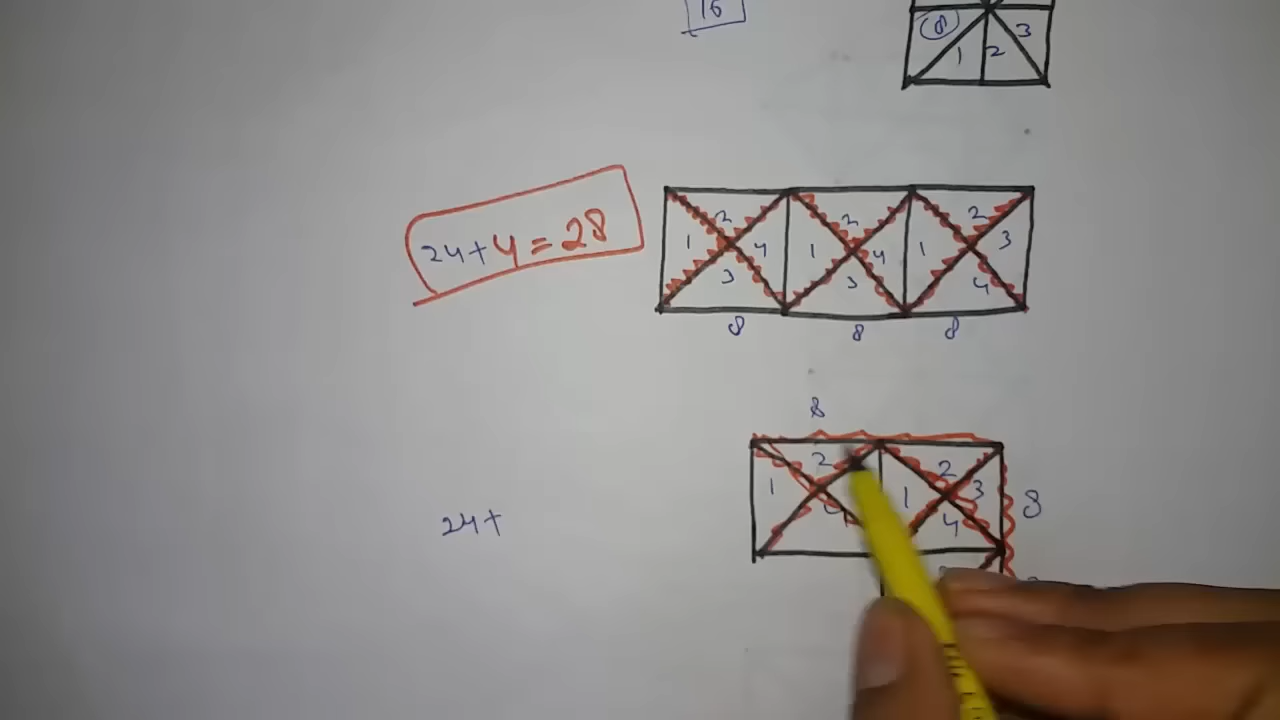 16
8 3
1 2
24+4=28
2 2 2
1 4 1 4 1 3
3 3 4
8 8 8
8
2 2
1 1 3 8
4 4
24+